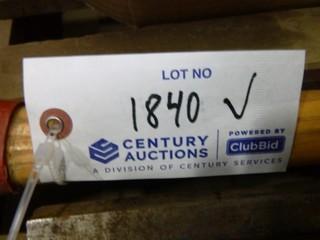 LOT NO
1840 ✓
CENTURY AUCTIONS
POWERED BY ClubBid
A DIVISION OF CENTURY SERVICES